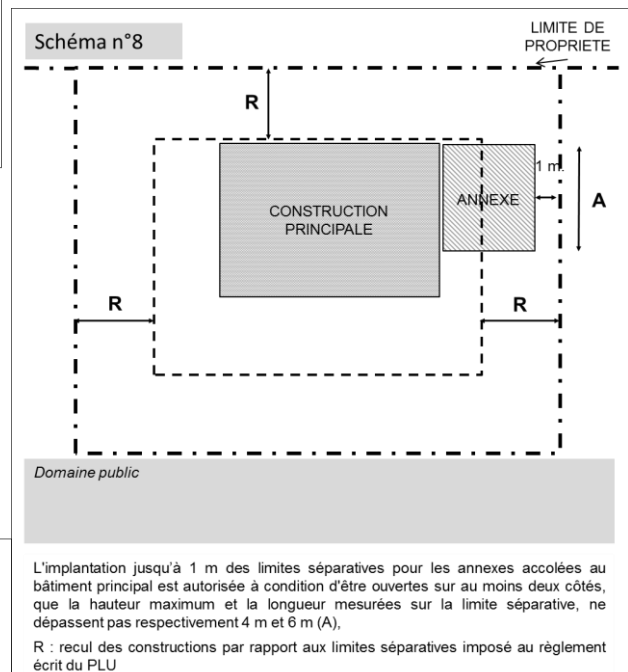 Schéma n°8
LIMITE DE
PROPRIETE
R
1 m.
ANNEXE
A
CONSTRUCTION
PRINCIPALE
R
R
Domaine public
L'implantation jusqu'à 1 m des limites séparatives pour les annexes accolées au
bâtiment principal est autorisée à condition d'être ouvertes sur au moins deux côtés,
que la hauteur maximum et la longueur mesurées sur la limite séparative, ne
dépassent pas respectivement 4 m et 6 m (A),
R : recul des constructions par rapport aux limites séparatives imposé au règlement
écrit du PLU